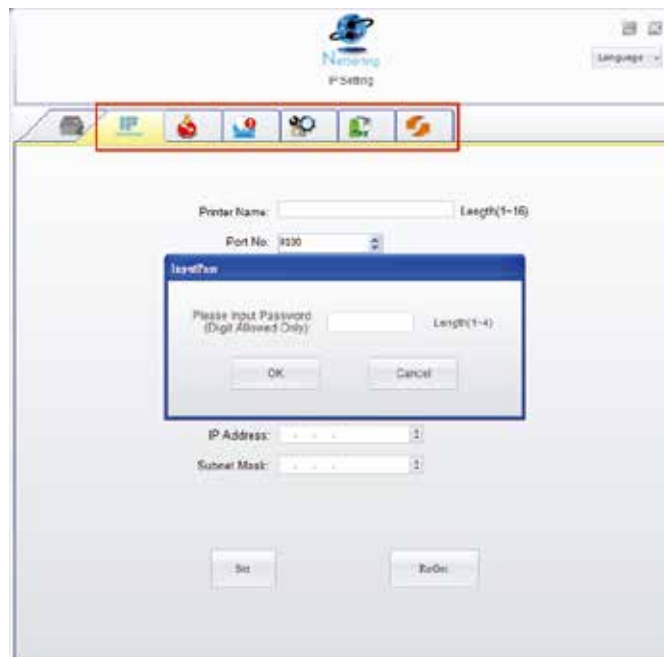 Language
IP Setting
IP
Printer Name:
Length(1~16)
Port No: 9100
InputPsw
Please Input Password
(Digit Allowed Only):
Length(1~4)
OK
Cancel
IP Address:
Subnet Mask:
Set